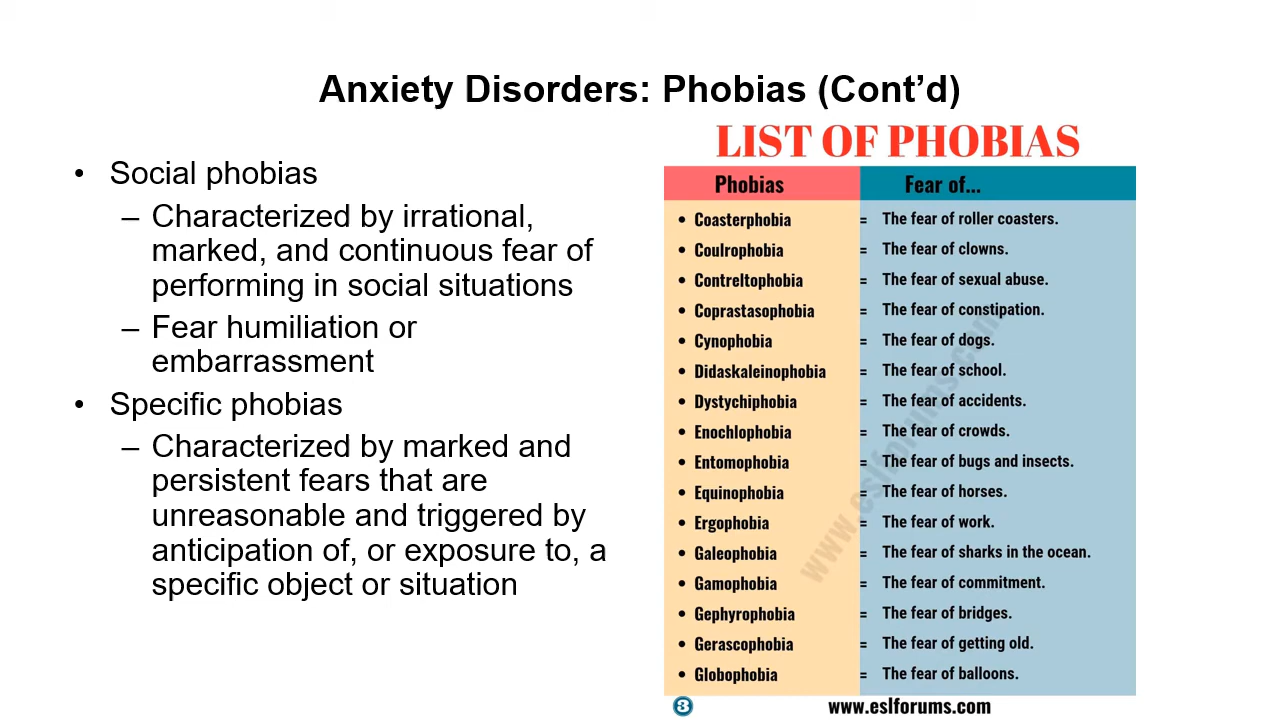 Anxiety Disorders: Phobias (Cont’d)
• Social phobias
– Characterized by irrational,
marked, and continuous fear of
performing in social situations
– Fear humiliation or
embarrassment
• Specific phobias
– Characterized by marked and
persistent fears that are
unreasonable and triggered by
anticipation of, or exposure to, a
specific object or situation
LIST OF PHOBIAS
Phobias Fear of...
• Coasterphobia = The fear of roller coasters.
• Coulrophobia = The fear of clowns.
• Contreltophobia = The fear of sexual abuse.
• Coprastasophobia = The fear of constipation.
• Cynophobia = The fear of dogs.
• Didaskaleinophobia = The fear of school.
• Dystychiphobia = The fear of accidents.
• Enochlophobia = The fear of crowds.
• Entomophobia = The fear of bugs and insects.
• Equinophobia = The fear of horses.
• Ergophobia = The fear of work.
• Galeophobia = The fear of sharks in the ocean.
• Gamophobia = The fear of commitment.
• Gephyrophobia = The fear of bridges.
• Gerascophobia = The fear of getting old.
• Globophobia = The fear of balloons.
www.eslforums.com
3 www.eslforums.com